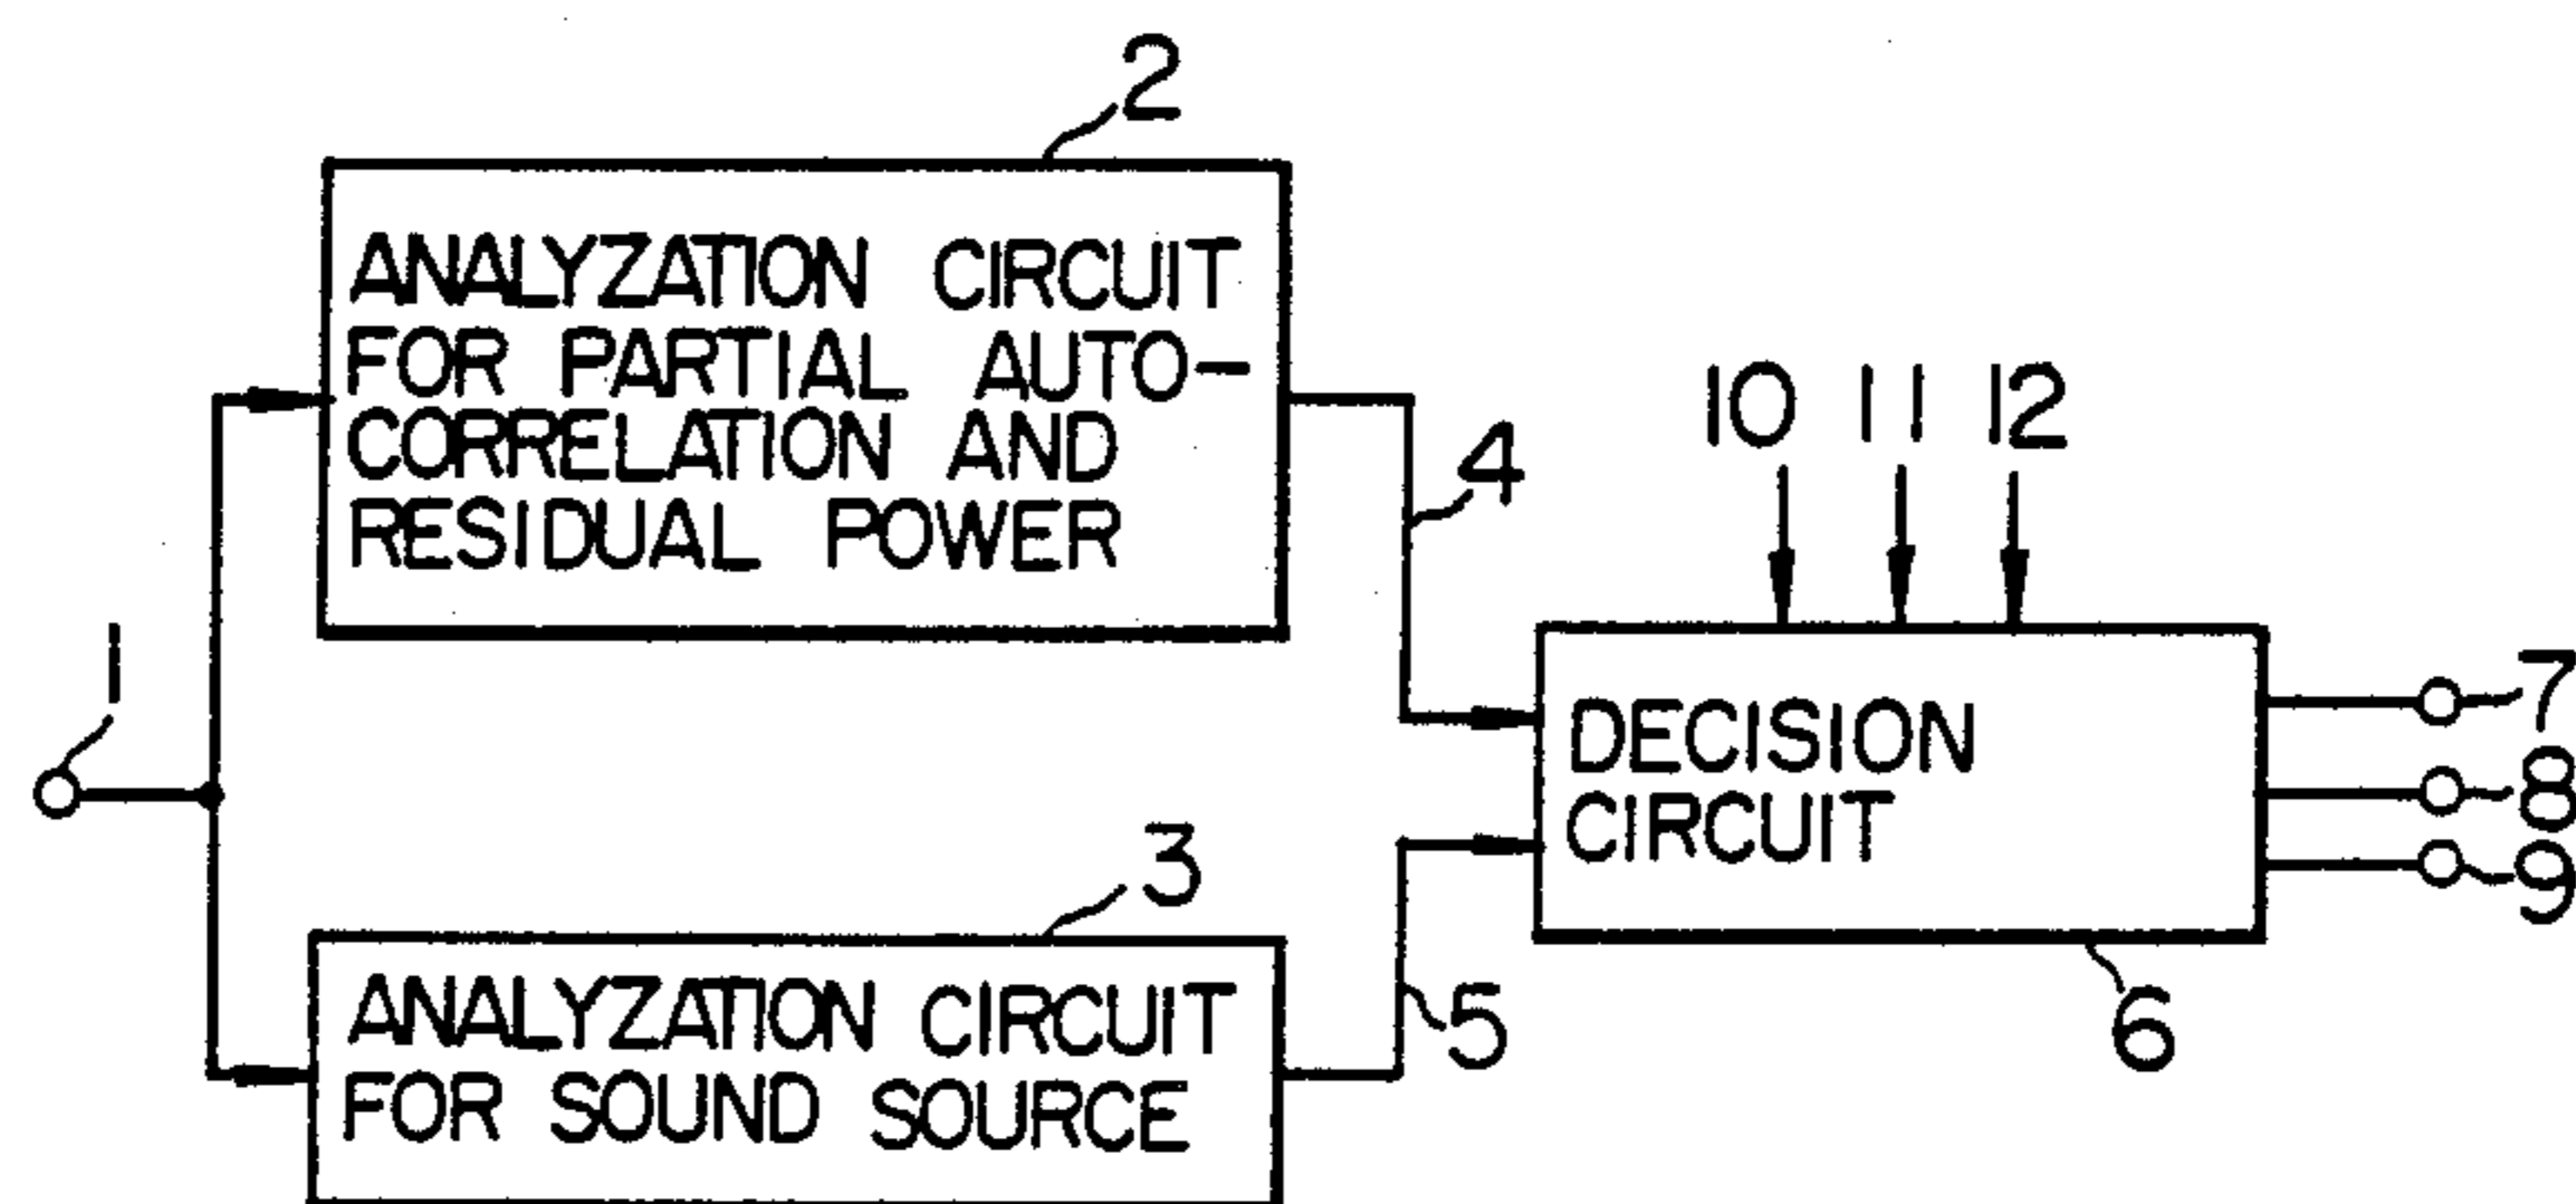 2
ANALYZATION CIRCUIT
FOR PARTIAL AUTO-
CORRELATION AND
RESIDUAL POWER
10 11 12
4
1
DECISION
CIRCUIT
7
8
9
3
ANALYZATION CIRCUIT
FOR SOUND SOURCE
5
6